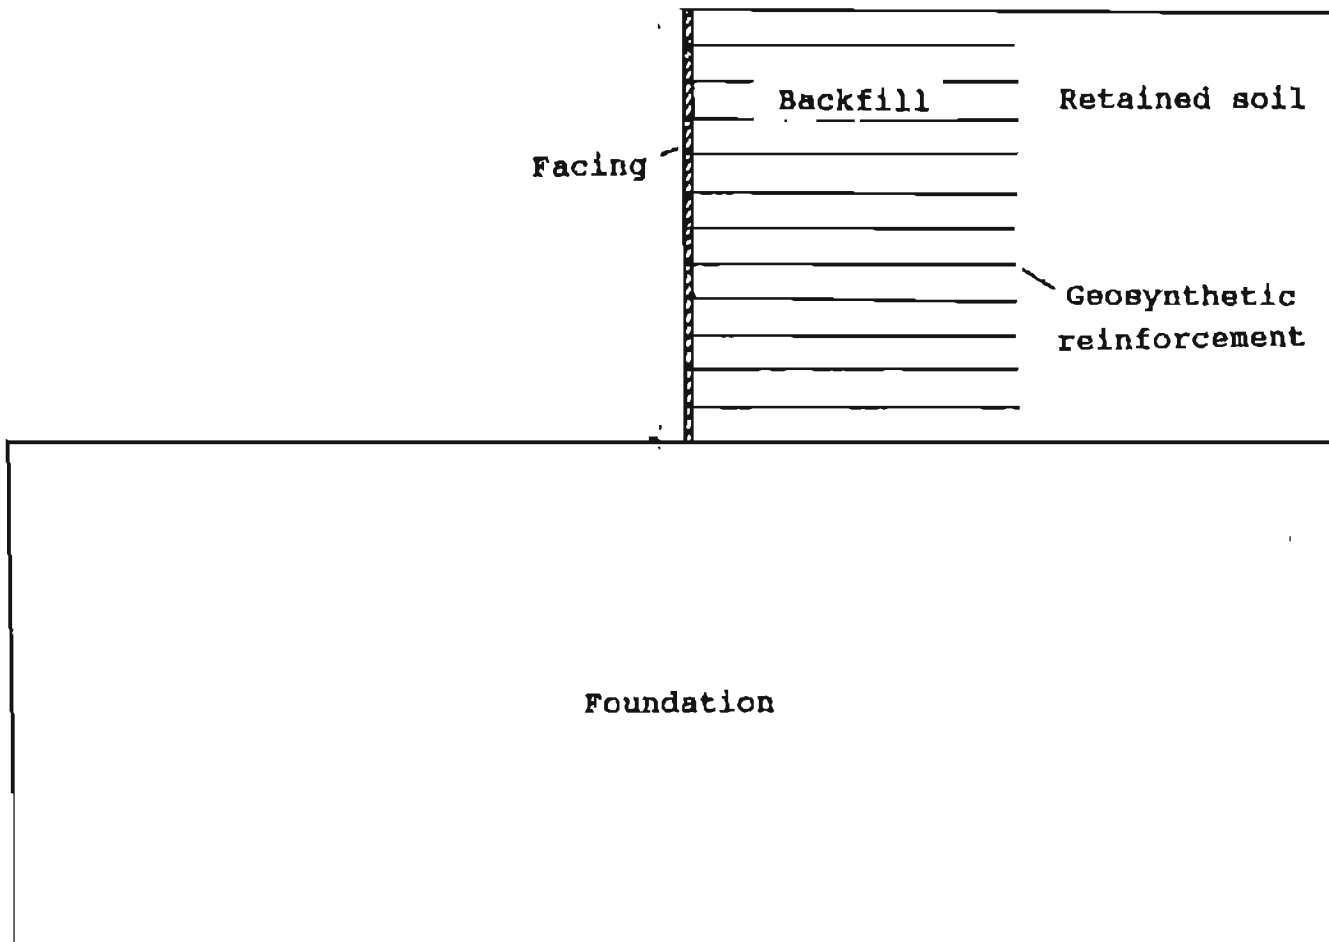 Backfill
Retained soil
Facing
Geosynthetic
reinforcement
Foundation